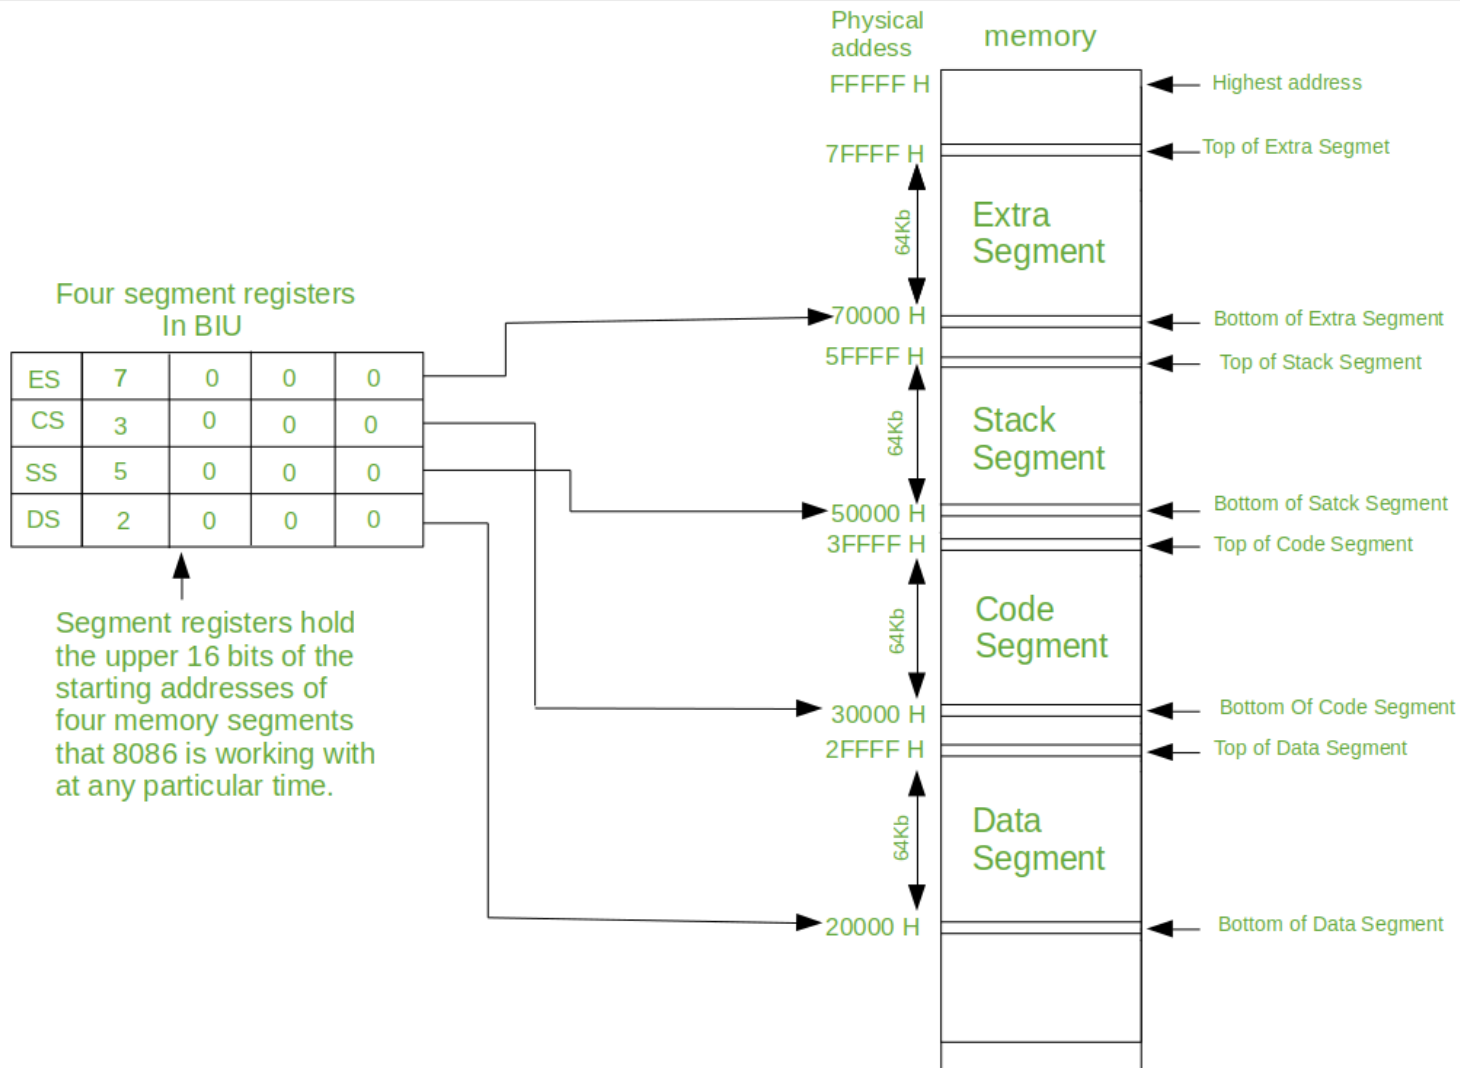 Physical
addess
memory
FFFFF H
Highest address
7FFFF H
Top of Extra Segmet
64Kb
Extra
Segment
Four segment registers
In BIU
70000 H
Bottom of Extra Segment
5FFFF H
Top of Stack Segment
ES 7 0 0 0
CS 3 0 0 0
SS 5 0 0 0
DS 2 0 0 0
64Kb
Stack
Segment
50000 H
Bottom of Satck Segment
3FFFF H
Top of Code Segment
Segment registers hold
the upper 16 bits of the
starting addresses of
four memory segments
that 8086 is working with
at any particular time.
64Kb
Code
Segment
30000 H
Bottom Of Code Segment
2FFFF H
Top of Data Segment
64Kb
Data
Segment
20000 H
Bottom of Data Segment